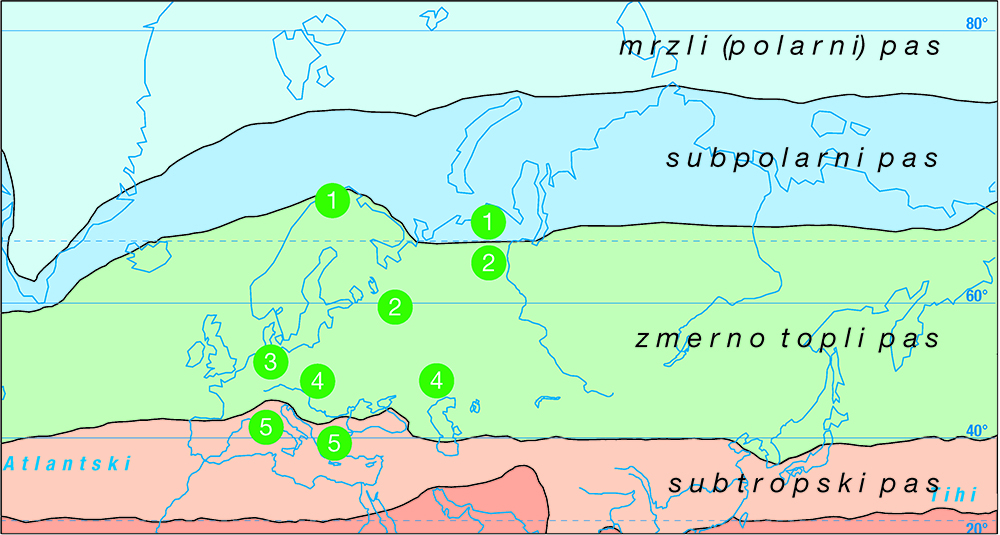 80°
mrzli (polarni) pas
subpolarni pas
1
1
2
60°
2
zmerno topli pas
3
4
4
5
40°
5
Atlantski
subtropski pas
Tihi
20°